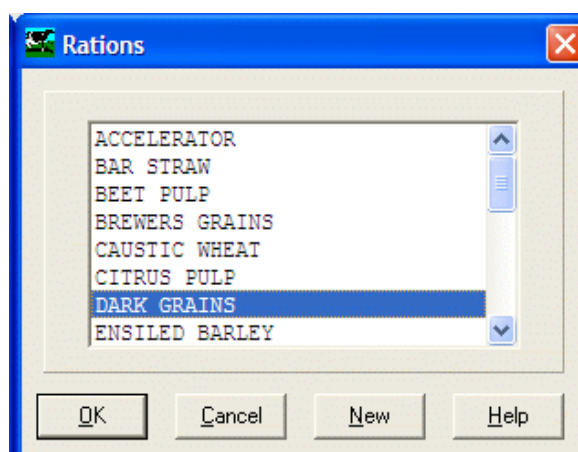 Rations
ACCELERATOR
BAR STRAW
BEET PULP
BREWERS GRAINS
CAUSTIC WHEAT
CITRUS PULP
DARK GRAINS
ENSILED BARLEY
OK Cancel New Help